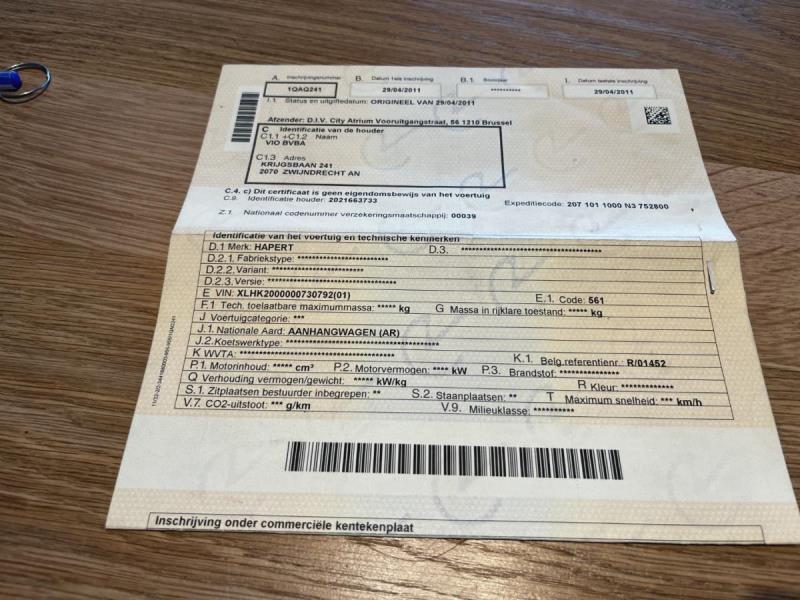 A. Inschrijvingsnummer B. Datum 1ste inschrijving B.1. Bouwjaar I. Datum laatste inschrijving
1QAQ241 29/04/2011 ********** 29/04/2011
I.1. Status en uitgiftedatum: ORIGINEEL VAN 29/04/2011
Afzender: D.I.V. City Atrium Vooruitgangstraat, 56 1210 Brussel
C Identificatie van de houder
C1.1 +C1.2 Naam
VIO BVBA
C1.3 Adres
KRIJGSBAAN 241
2070 ZWIJNDRECHT AN
C.4. c) Dit certificaat is geen eigendomsbewijs van het voertuig
C.9. Identificatie houder: 2021663733 Expeditiecode: 207 101 1000 N3 752800
Z.1. Nationaal codenummer verzekeringsmaatschappij: 00039
Identificatie van het voertuig en technische kenmerken
D.1 Merk: HAPERT D.3. ******************************
D.2.1. Fabriekstype: ********************
D.2.2. Variant: ********************
D.2.3. Versie: ******************************
E VIN: XLHK2000000730792(01) E.1. Code: 561
F.1 Tech. toelaatbare maximummassa: ***** kg G Massa in rijklare toestand: ***** kg
J Voertuigcategorie: ***
J.1. Nationale Aard: AANHANGWAGEN (AR)
J.2. Koetswerktype: ***********************************
K WVTA: ***********************************
K.1. Belg.referentienr.: R/01452
P.1. Motorinhoud: ***** cm³ P.2. Motorvermogen: **** kW P.3. Brandstof: ***************
Q Verhouding vermogen/gewicht: ***** kW/kg R Kleur: **************
S.1. Zitplaatsen bestuurder inbegrepen: ** S.2. Staanplaatsen: ** T Maximum snelheid: *** km/h
V.7. CO2-uitstoot: *** g/km V.9. Milieuklasse: **********
Inschrijving onder commerciële kentekenplaat